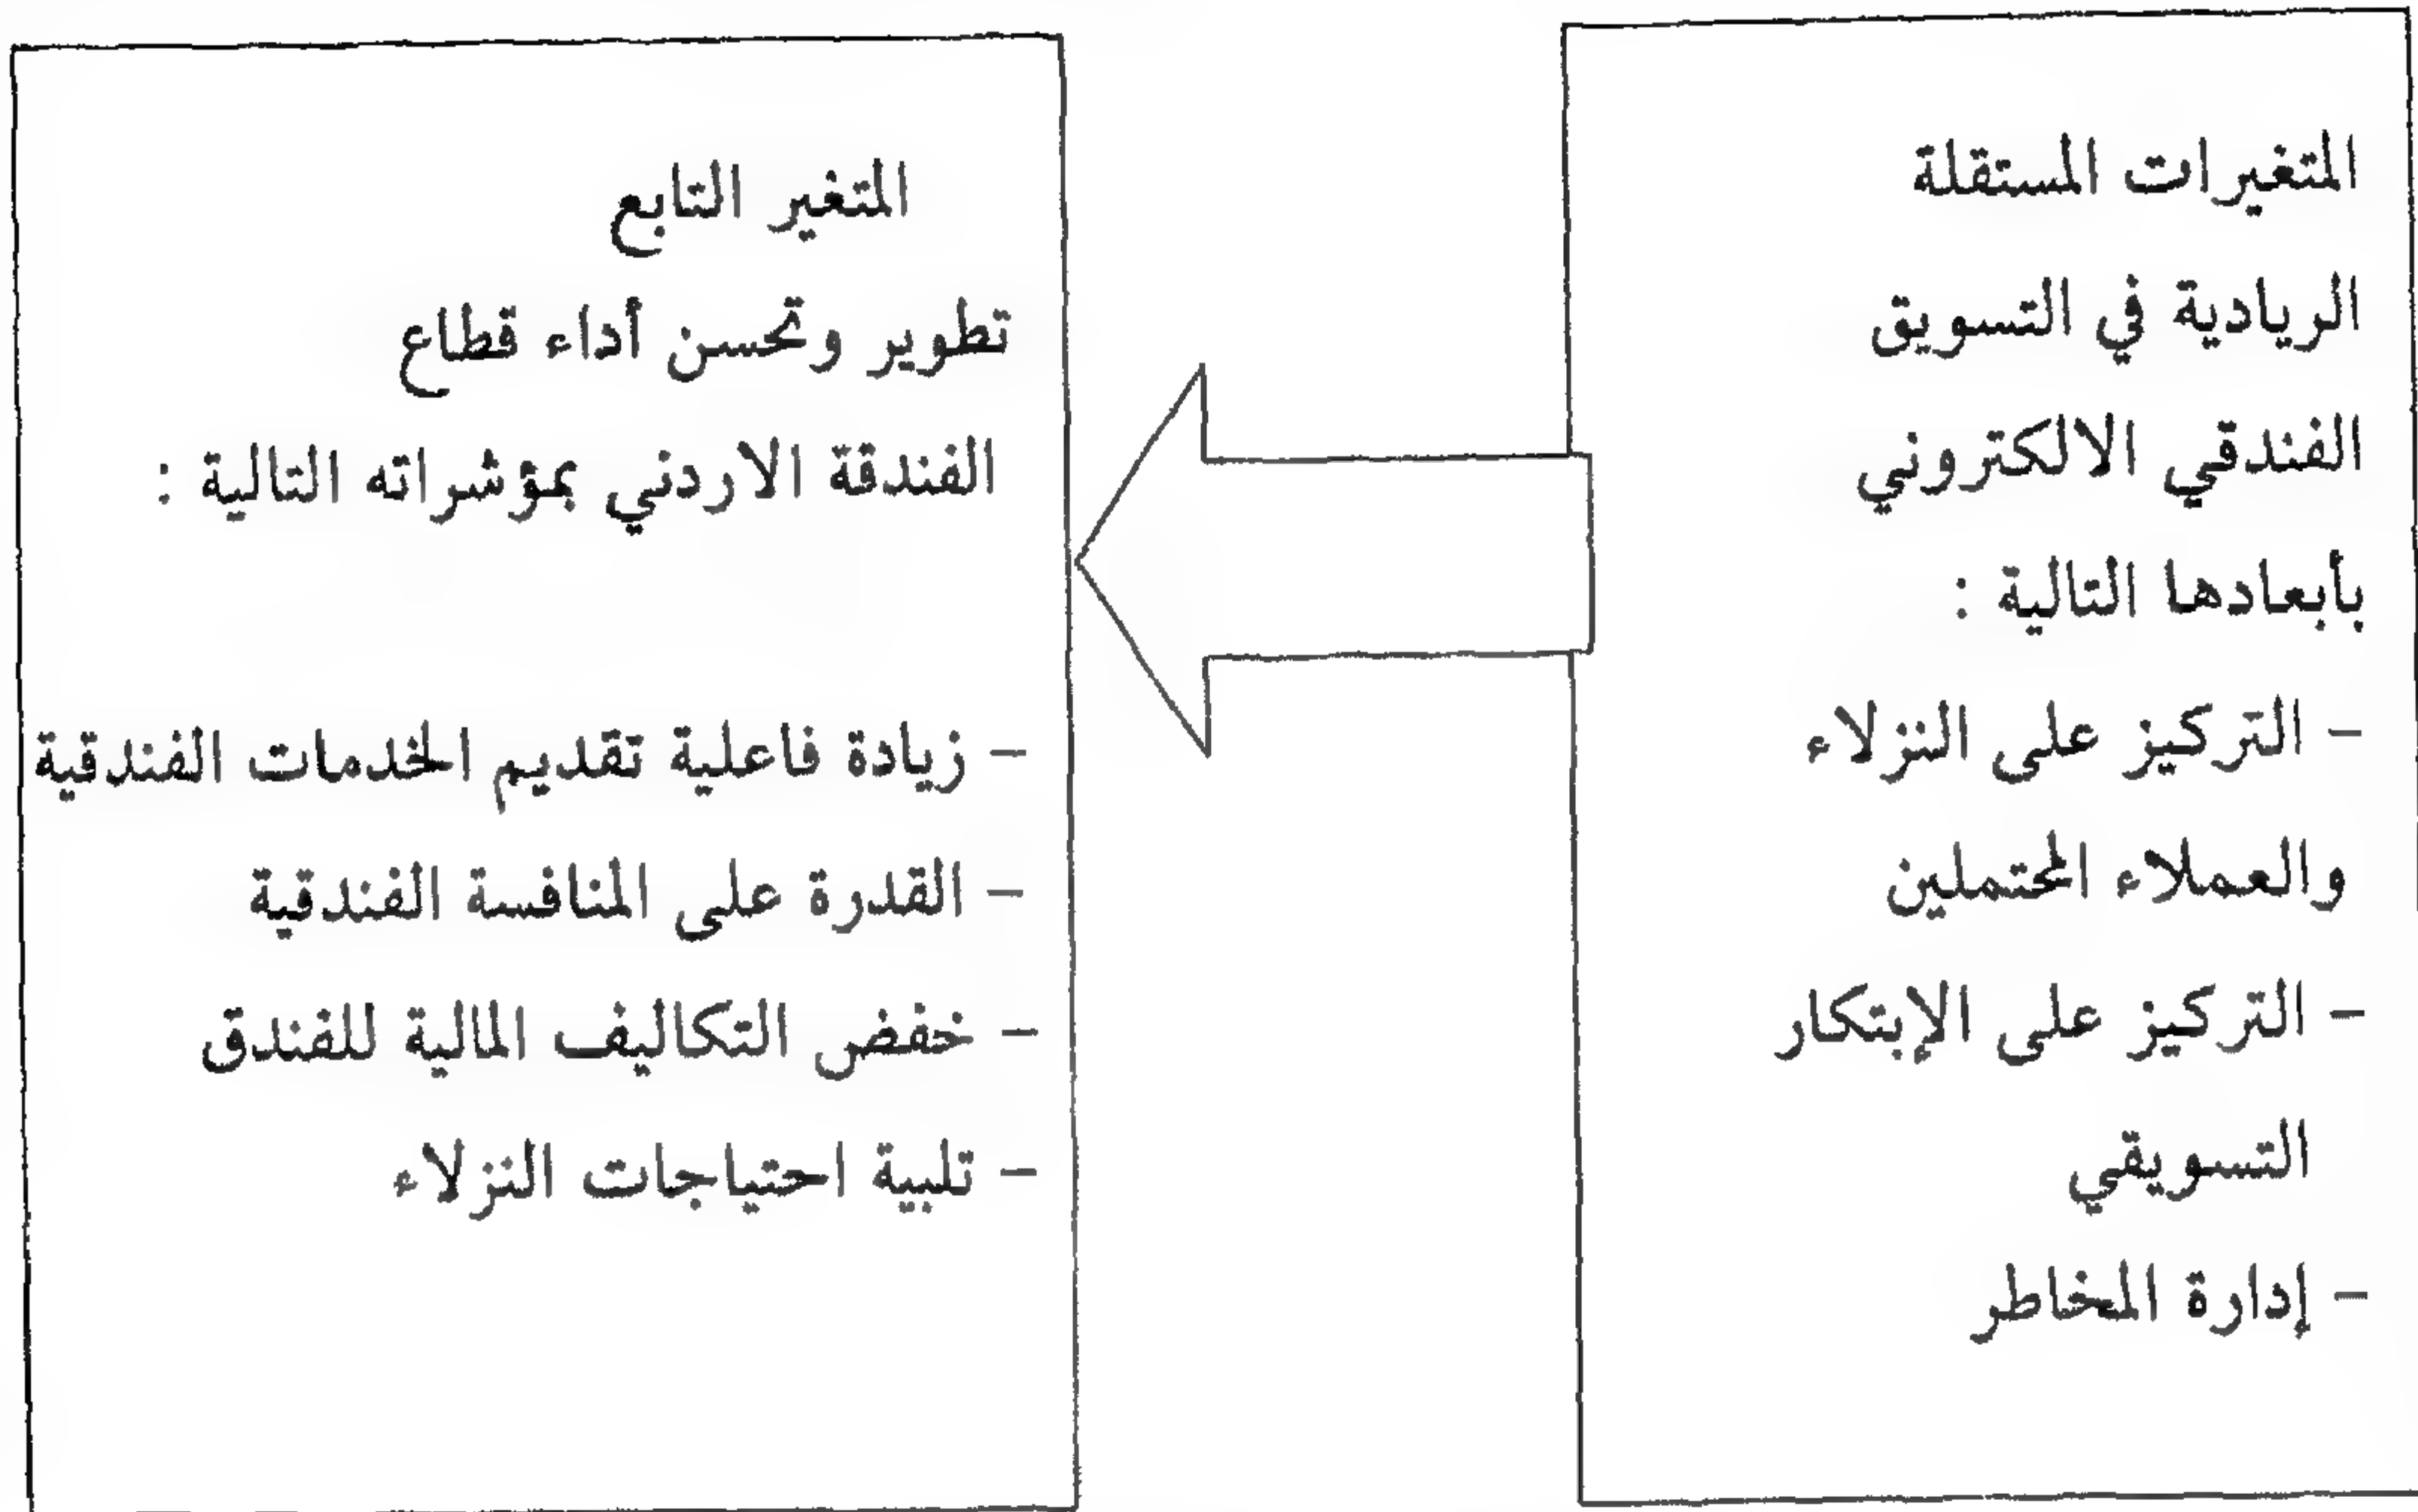 المتغيرات المستقلة
الريادية في التسويق
الفندقي الالكتروني
بأبعادها التالية :
- التركيز على النزلاء
والعملاء المحتملين
- التركيز على الإبتكار
التسويقي
- إدارة المخاطر
المتغير التابع
تطوير وتحسن أداء قطاع
الفندقة الاردني بمؤشراته التالية :
- زيادة فاعلية تقديم الخدمات الفندقية
- القدرة على المنافسة الفندقية
- خفض التكاليف المالية للفندق
- تلبية احتياجات النزلاء